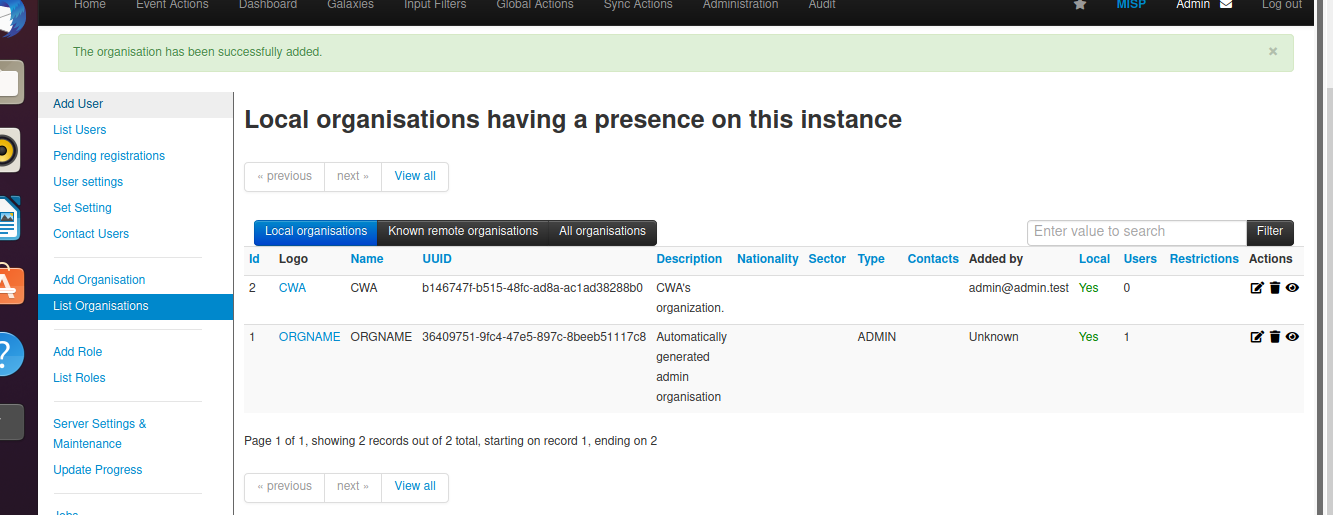 Home Event Actions Dashboard Galaxies Input Filters Global Actions Sync Actions Administration Audit MISP Admin Log out
The organisation has been successfully added. ×
Add User
List Users
Pending registrations
User settings
Set Setting
Contact Users
Add Organisation
List Organisations
Add Role
List Roles
Server Settings &
Maintenance
Update Progress
Jobs
Local organisations having a presence on this instance
« previous next » View all
Local organisations Known remote organisations All organisations Enter value to search Filter
Id Logo Name UUID Description Nationality Sector Type Contacts Added by Local Users Restrictions Actions
2 CWA CWA b146747f-b515-48fc-ad8a-ac1ad38288b0 CWA's admin@admin.test Yes 0
organization.
1 ORGNAME ORGNAME 36409751-9fc4-47e5-897c-8beeb51117c8 Automatically ADMIN Unknown Yes 1
generated
admin
organisation
Page 1 of 1, showing 2 records out of 2 total, starting on record 1, ending on 2
« previous next » View all